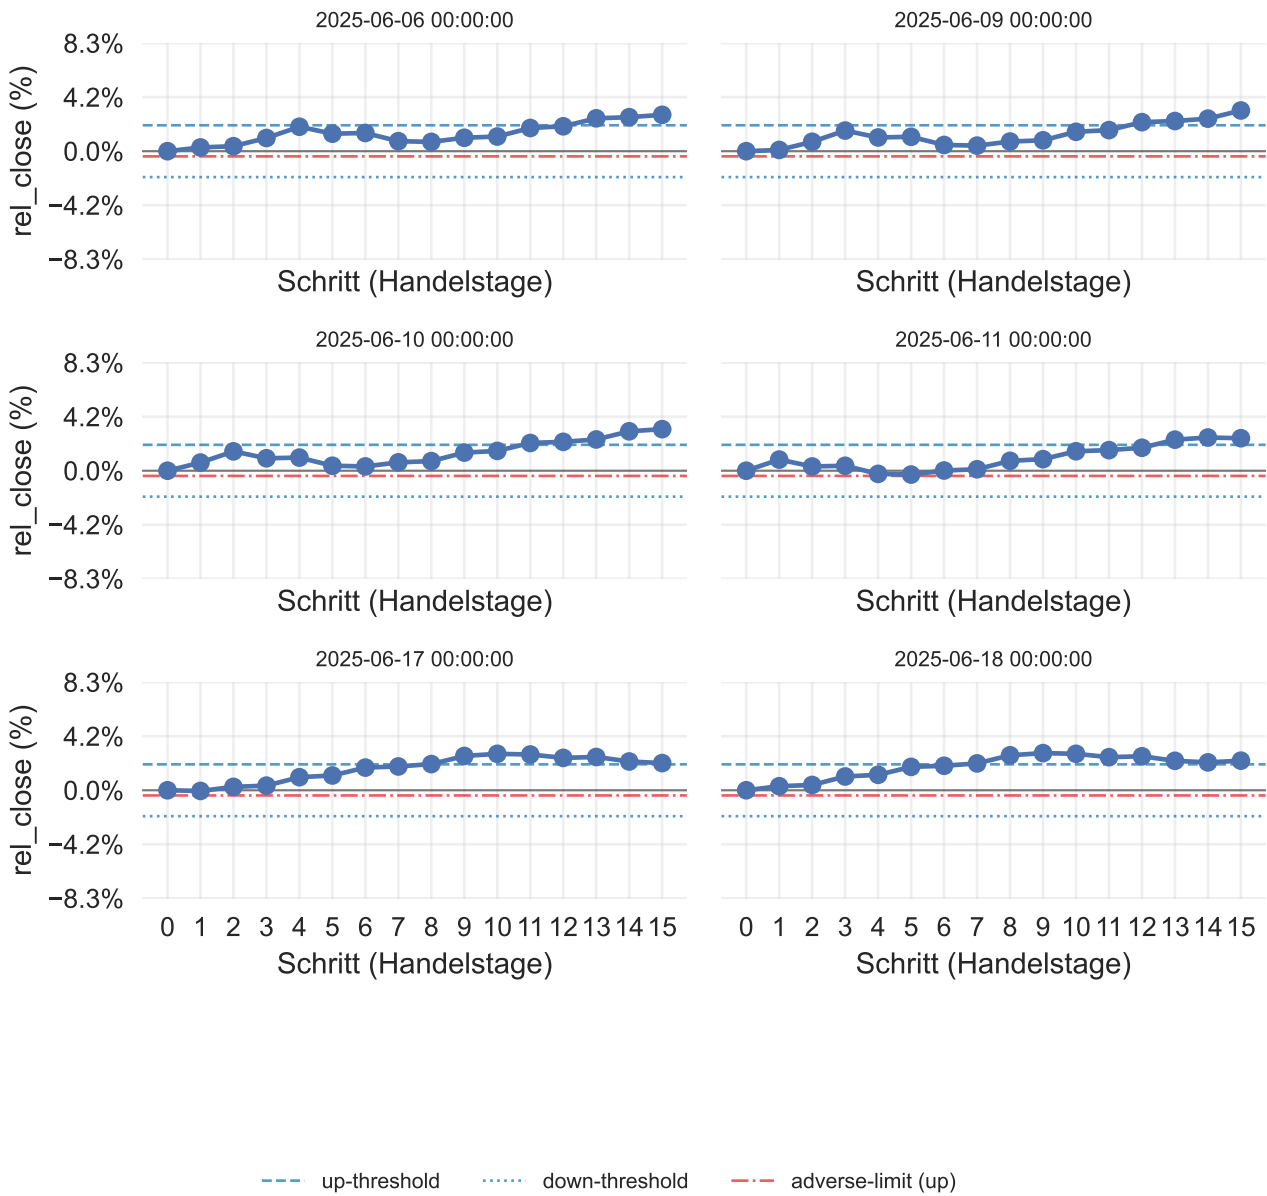 2025-06-06 00:00:00
2025-06-09 00:00:00
rel_close (%)
8.3%
4.2%
0.0%
−4.2%
−8.3%
Schritt (Handelstage)
Schritt (Handelstage)
2025-06-10 00:00:00
2025-06-11 00:00:00
rel_close (%)
8.3%
4.2%
0.0%
−4.2%
−8.3%
Schritt (Handelstage)
Schritt (Handelstage)
2025-06-17 00:00:00
2025-06-18 00:00:00
rel_close (%)
8.3%
4.2%
0.0%
−4.2%
−8.3%
0 1 2 3 4 5 6 7 8 9 10 11 12 13 14 15
0 1 2 3 4 5 6 7 8 9 10 11 12 13 14 15
Schritt (Handelstage)
Schritt (Handelstage)
up-threshold
down-threshold
adverse-limit (up)